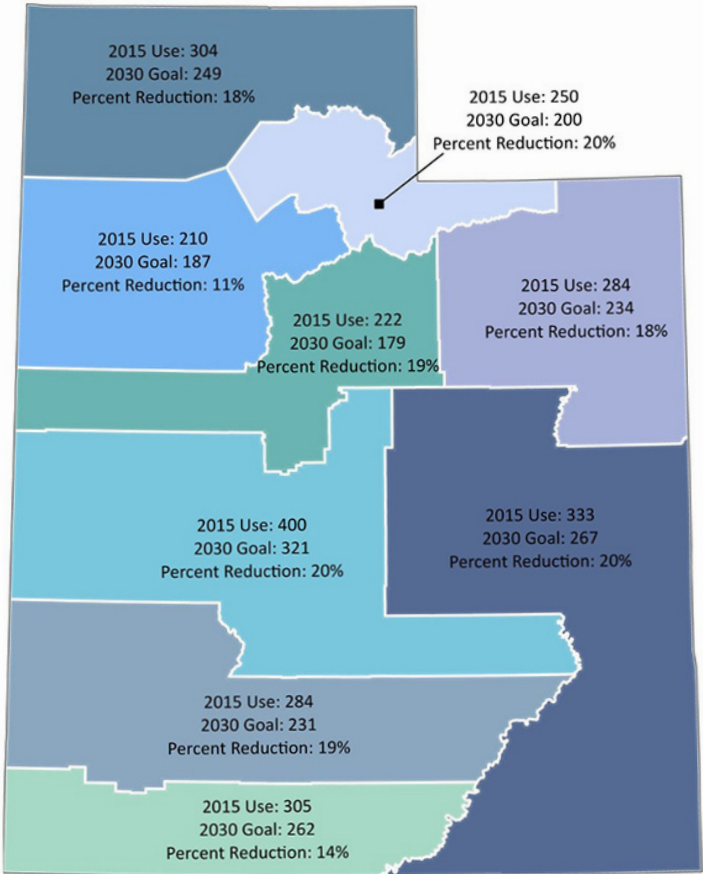 2015 Use: 304
2030 Goal: 249
Percent Reduction: 18%
2015 Use: 250
2030 Goal: 200
Percent Reduction: 20%
2015 Use: 210
2030 Goal: 187
Percent Reduction: 11%
2015 Use: 284
2030 Goal: 234
Percent Reduction: 18%
2015 Use: 222
2030 Goal: 179
Percent Reduction: 19%
2015 Use: 400
2030 Goal: 321
Percent Reduction: 20%
2015 Use: 333
2030 Goal: 267
Percent Reduction: 20%
2015 Use: 284
2030 Goal: 231
Percent Reduction: 19%
2015 Use: 305
2030 Goal: 262
Percent Reduction: 14%